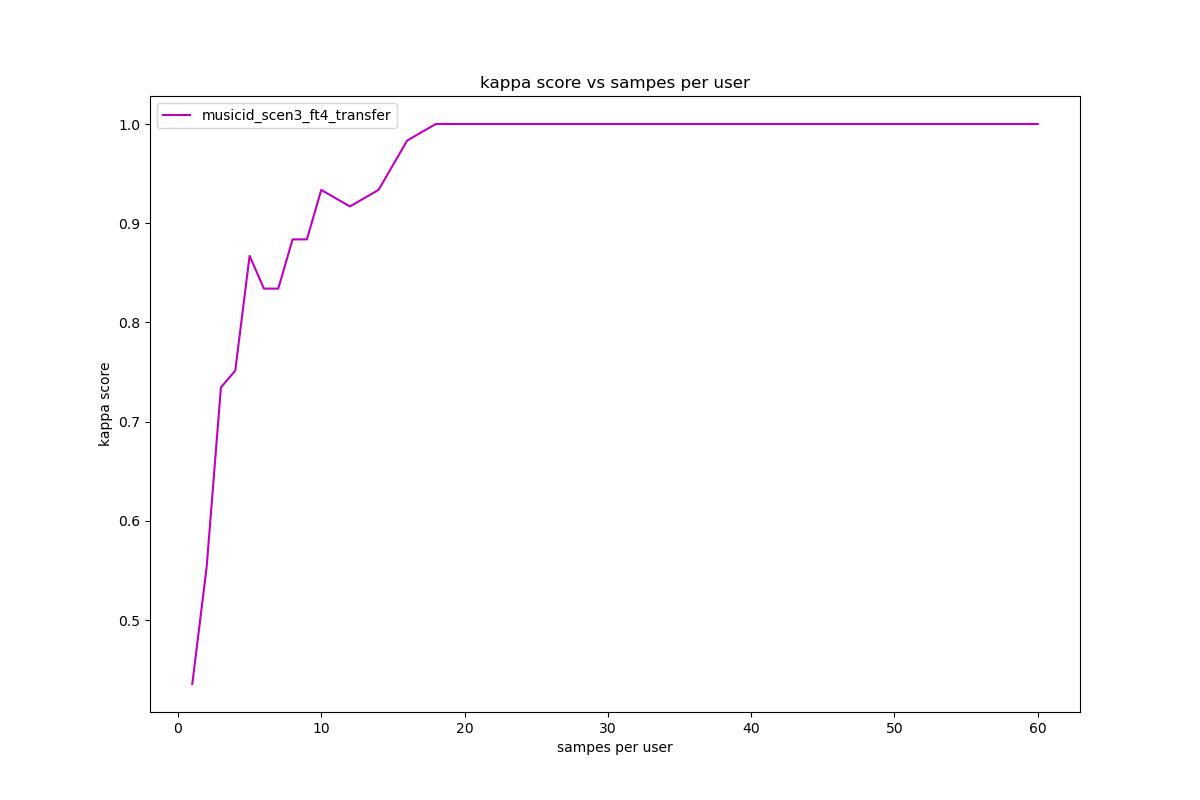 kappa score vs sampes per user
musicid_scen3_ft4_transfer
1.0
0.9
0.8
0.7
0.6
0.5
kappa score
0 10 20 30 40 50 60
sampes per user